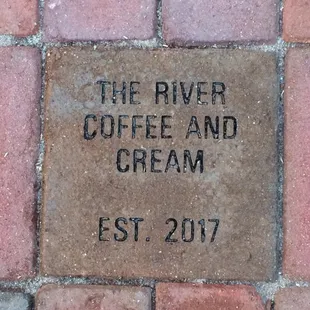 THE RIVER
COFFEE AND
CREAM
EST. 2017